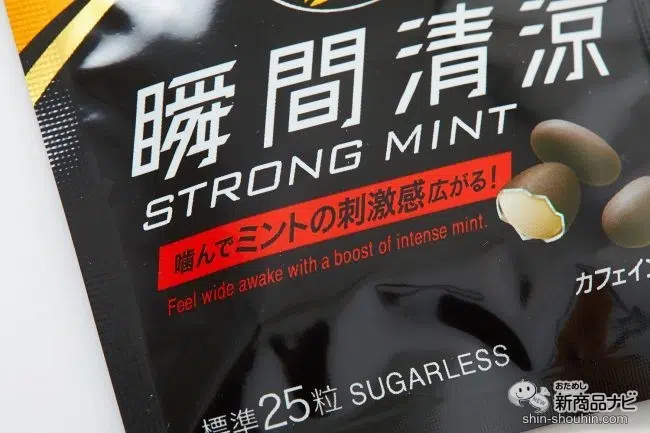 瞬間清涼
STRONG MINT
噛んでミントの刺激感広がる!
Feel wide awake with a boost of intense mint.
カフェイン
標準25粒 SUGARLESS
おためし
新商品ナビ
shin-shouhin.com